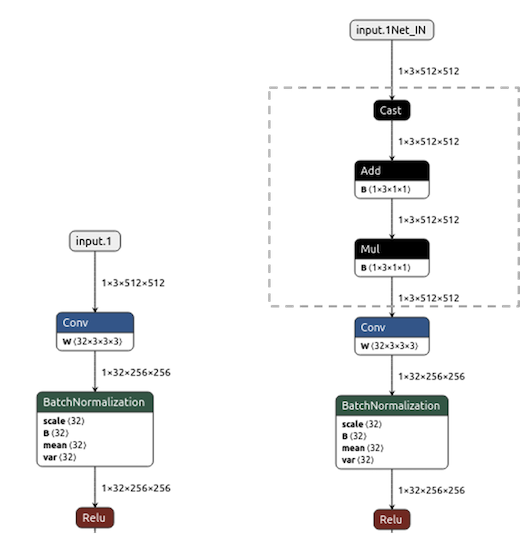 input.1
1×3×512×512
Conv
W ⟨32×3×3×3⟩
1×32×256×256
BatchNormalization
scale ⟨32⟩
B ⟨32⟩
mean ⟨32⟩
var ⟨32⟩
1×32×256×256
Relu
input.1Net_IN
1×3×512×512
Cast
1×3×512×512
Add
B ⟨1×3×1×1⟩
1×3×512×512
Mul
B ⟨1×3×1×1⟩
1×3×512×512
Conv
W ⟨32×3×3×3⟩
1×32×256×256
BatchNormalization
scale ⟨32⟩
B ⟨32⟩
mean ⟨32⟩
var ⟨32⟩
1×32×256×256
Relu